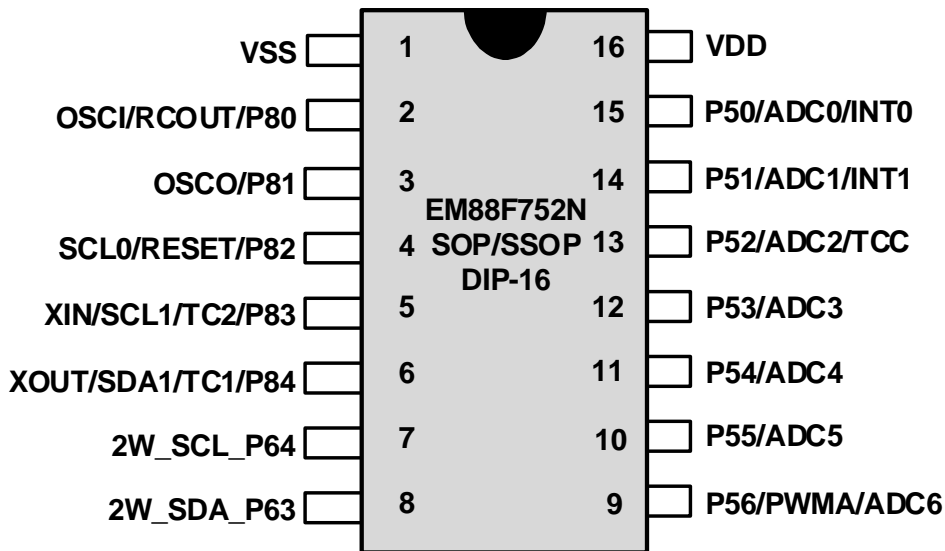 VSS 1 16 VDD
OSCI/RCOUT/P80 2 15 P50/ADC0/INT0
OSCO/P81 3 14 P51/ADC1/INT1
EM88F752N
SCL0/RESET/P82 4 SOP/SSOP 13 P52/ADC2/TCC
DIP-16
XIN/SCL1/TC2/P83 5 12 P53/ADC3
XOUT/SDA1/TC1/P84 6 11 P54/ADC4
2W_SCL_P64 7 10 P55/ADC5
2W_SDA_P63 8 9 P56/PWMA/ADC6